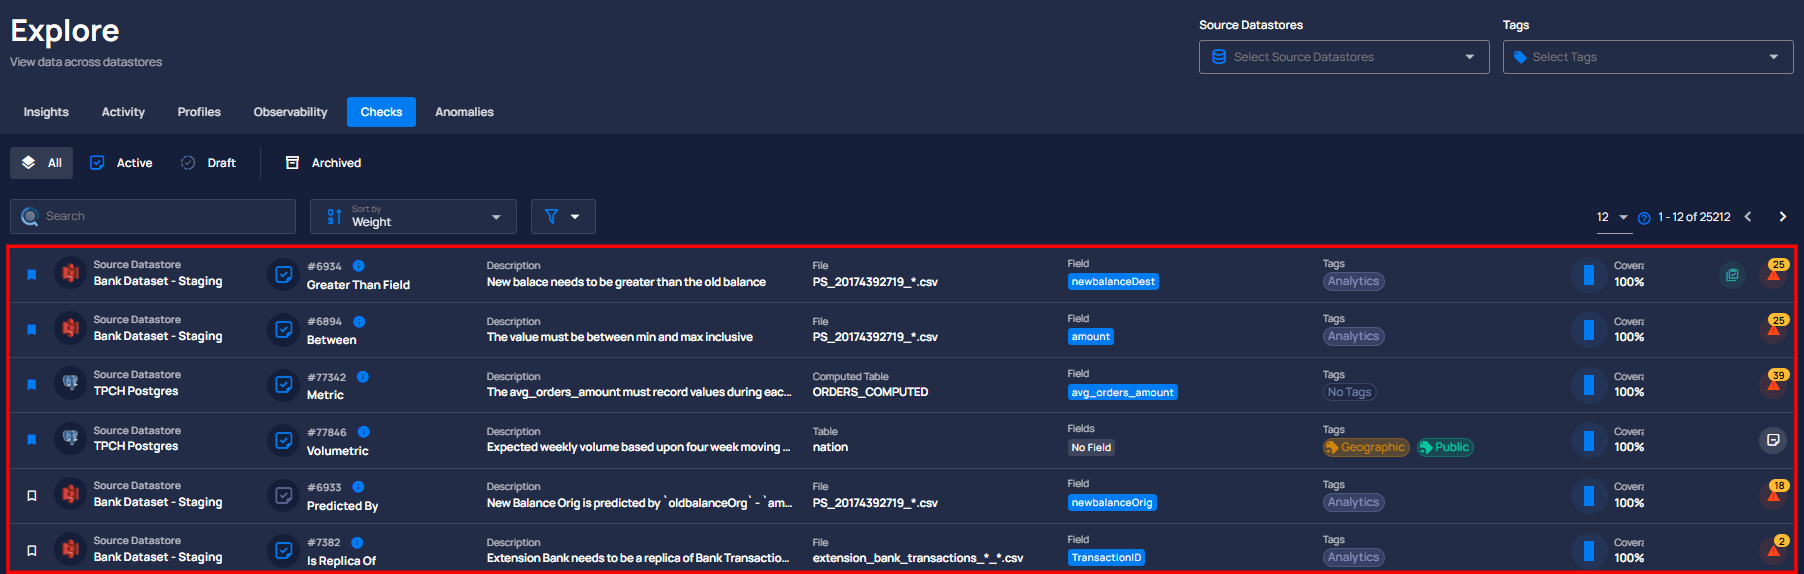 Explore
View data across datastores
Source Datastores
Select Source Datastores
Tags
Select Tags
Insights Activity Profiles Observability Checks Anomalies
All Active Draft Archived
Search
Sort by
Weight
12 1 - 12 of 25212
Source Datastore #6934 Description File Field Tags Covera 25
Bank Dataset - Staging Greater Than Field New balace needs to be greater than the old balance PS_20174392719_*.csv newbalanceDest Analytics 100%
Source Datastore #6894 Description File Field Tags Covera 25
Bank Dataset - Staging Between The value must be between min and max inclusive PS_20174392719_*.csv amount Analytics 100%
Source Datastore #77342 Description Computed Table Field Tags Covera 39
TPCH Postgres Metric The avg_orders_amount must record values during eac... ORDERS_COMPUTED avg_orders_amount No Tags 100%
Source Datastore #77846 Description Table Fields Tags Covera
TPCH Postgres Volumetric Expected weekly volume based upon four week moving ... nation No Field Geographic Public 100%
Source Datastore #6933 Description File Field Tags Covera 18
Bank Dataset - Staging Predicted By New Balance Orig is predicted by `oldbalanceOrg` - `am... PS_20174392719_*.csv newbalanceOrig Analytics 100%
Source Datastore #7382 Description File Field Tags Covera 2
Bank Dataset - Staging Is Replica Of Extension Bank needs to be a replica of Bank Transactio... extension_bank_transactions_*_*.csv TransactionID Analytics 100%